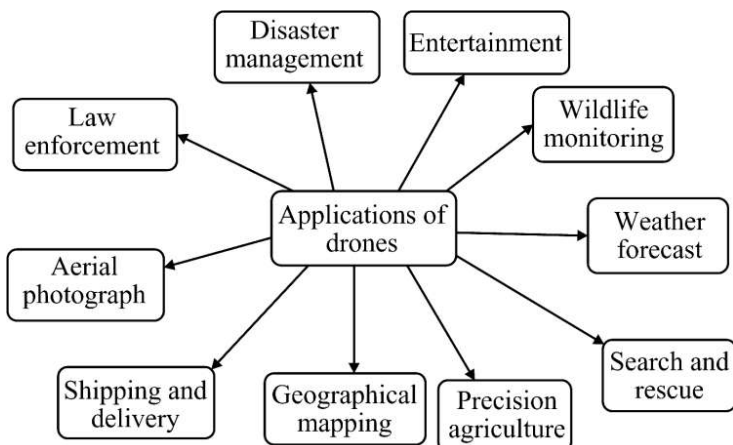 Disaster
management
Entertainment
Law
enforcement
Wildlife
monitoring
Applications of
drones
Weather
forecast
Aerial
photograph
Search and
rescue
Shipping and
delivery
Geographical
mapping
Precision
agriculture